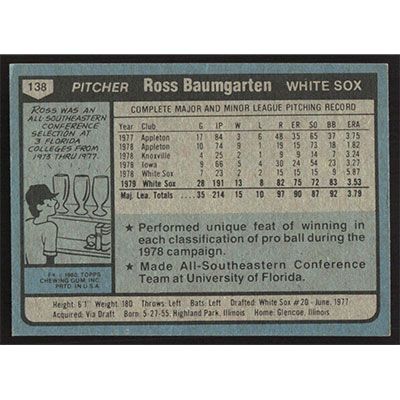 138 PITCHER Ross Baumgarten WHITE SOX
ROSS WAS AN
ALL-SOUTHEASTERN
CONFERENCE
SELECTION AT
3 FLORIDA
COLLEGES FROM
1973 THRU 1977.
© 1980 TOPPS
CHEWING GUM, INC.
PRTD. IN U.S.A.
COMPLETE MAJOR AND MINOR LEAGUE PITCHING RECORD
Year Club G IP W L R ER SO BB ERA
1977 Appleton 17 84 3 7 48 35 65 37 3.75
1978 Appleton 10 74 9 1 20 15 66 20 1.82
1978 Knoxville 4 25 1 2 9 9 14 7 3.24
1978 Iowa 9 66 5 4 30 24 54 23 3.27
1978 White Sox 7 23 2 2 15 15 15 9 5.87
1979 White Sox 28 191 13 8 82 75 72 83 3.53
Maj. Lea. Totals 35 214 15 10 97 90 87 92 3.79
★ Performed unique feat of winning in
each classification of pro ball during the
1978 campaign.
★ Made All-Southeastern Conference
Team at University of Florida.
Height: 6'1 Weight: 180 Throws: Left Bats: Left Drafted: White Sox #20 - June, 1977
Acquired: Via Draft Born: 5-27-55, Highland Park, Illinois Home: Glencoe, Illinois